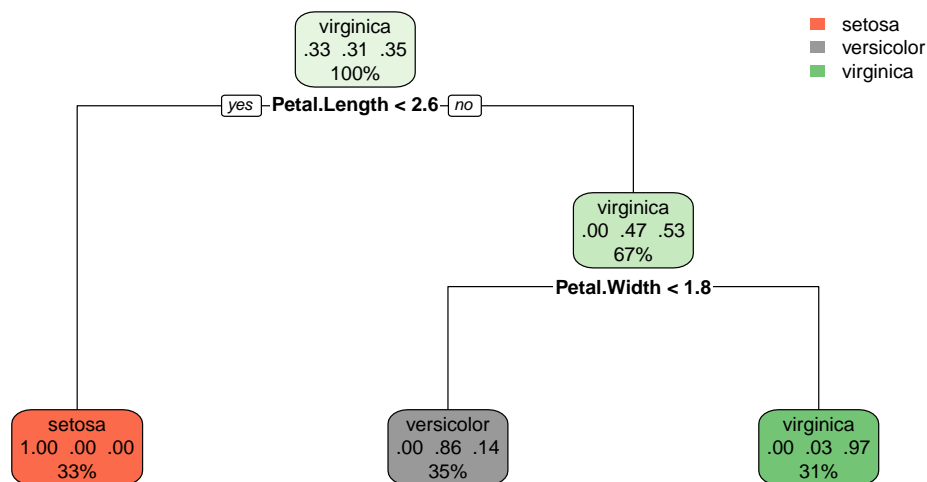 virginica
.33 .31 .35
100%
setosa
versicolor
virginica
yes Petal.Length < 2.6 no
virginica
.00 .47 .53
67%
Petal.Width < 1.8
setosa
1.00 .00 .00
33%
versicolor
.00 .86 .14
35%
virginica
.00 .03 .97
31%